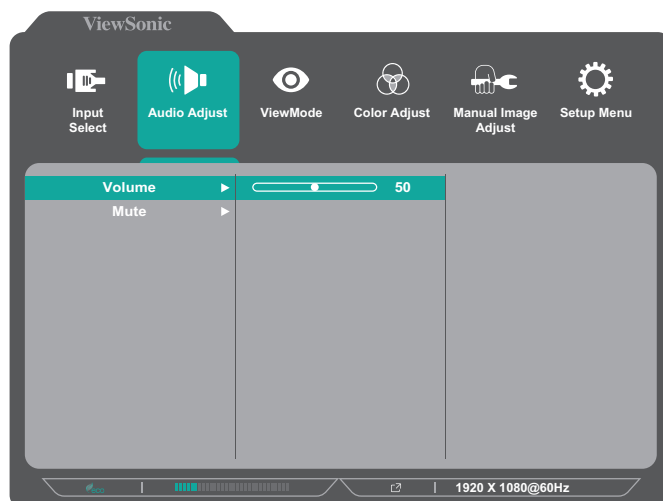 ViewSonic
Input Select
Audio Adjust
ViewMode
Color Adjust
Manual Image Adjust
Setup Menu
Volume
50
Mute
eco
1920 X 1080@60Hz